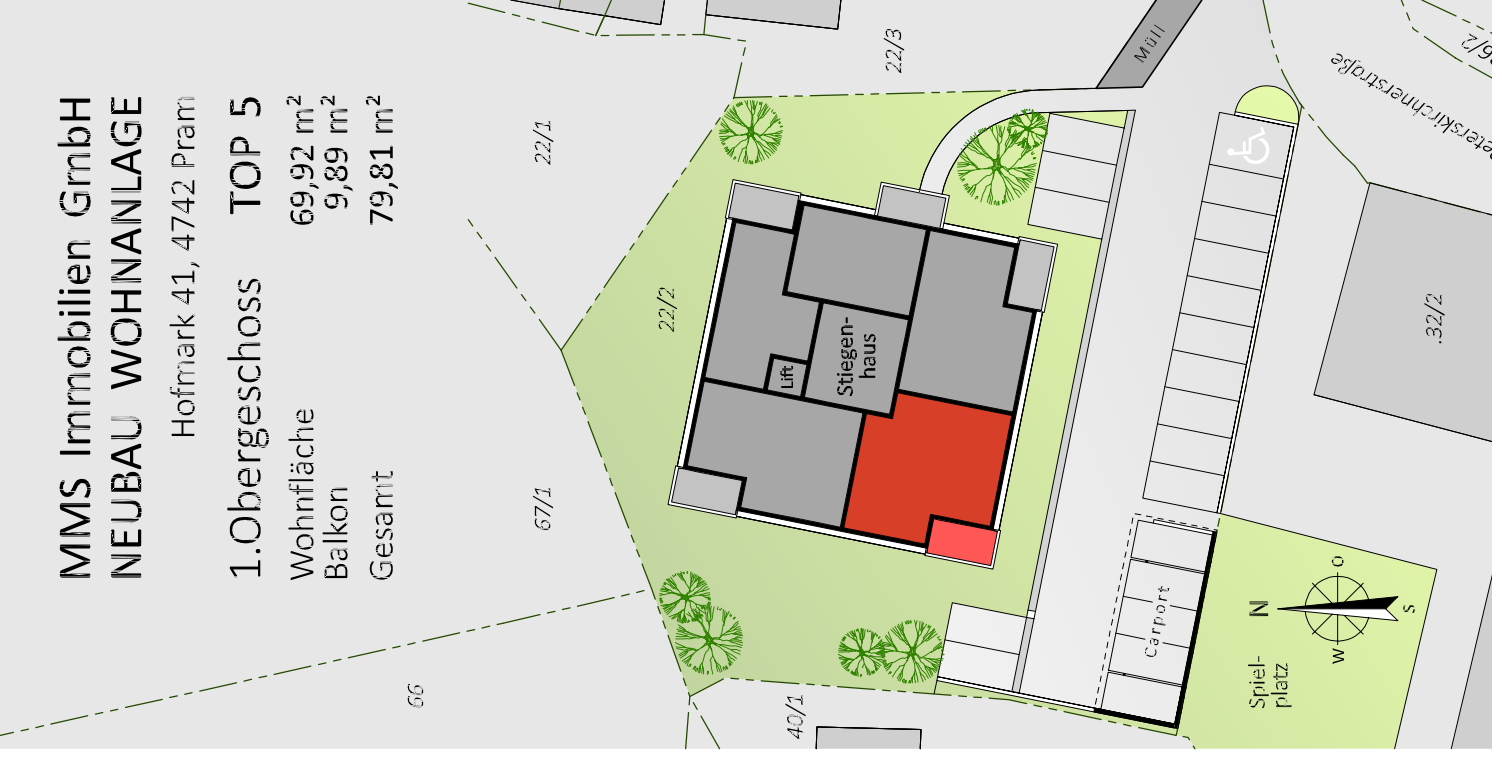 MMS Immobilien GmbH
NEUBAU WOHNANLAGE
Hofmark 41, 4742 Pram
1.Obergeschoss TOP 5
Wohnfläche 69,92 m²
Balkon 9,89 m²
Gesamt 79,81 m²
22/1
22/2
22/3
67/1
66
40/1
.32/2
Müll
Lift
Stiegen-
haus
Carport
Spiel-
platz
N
O
S
W